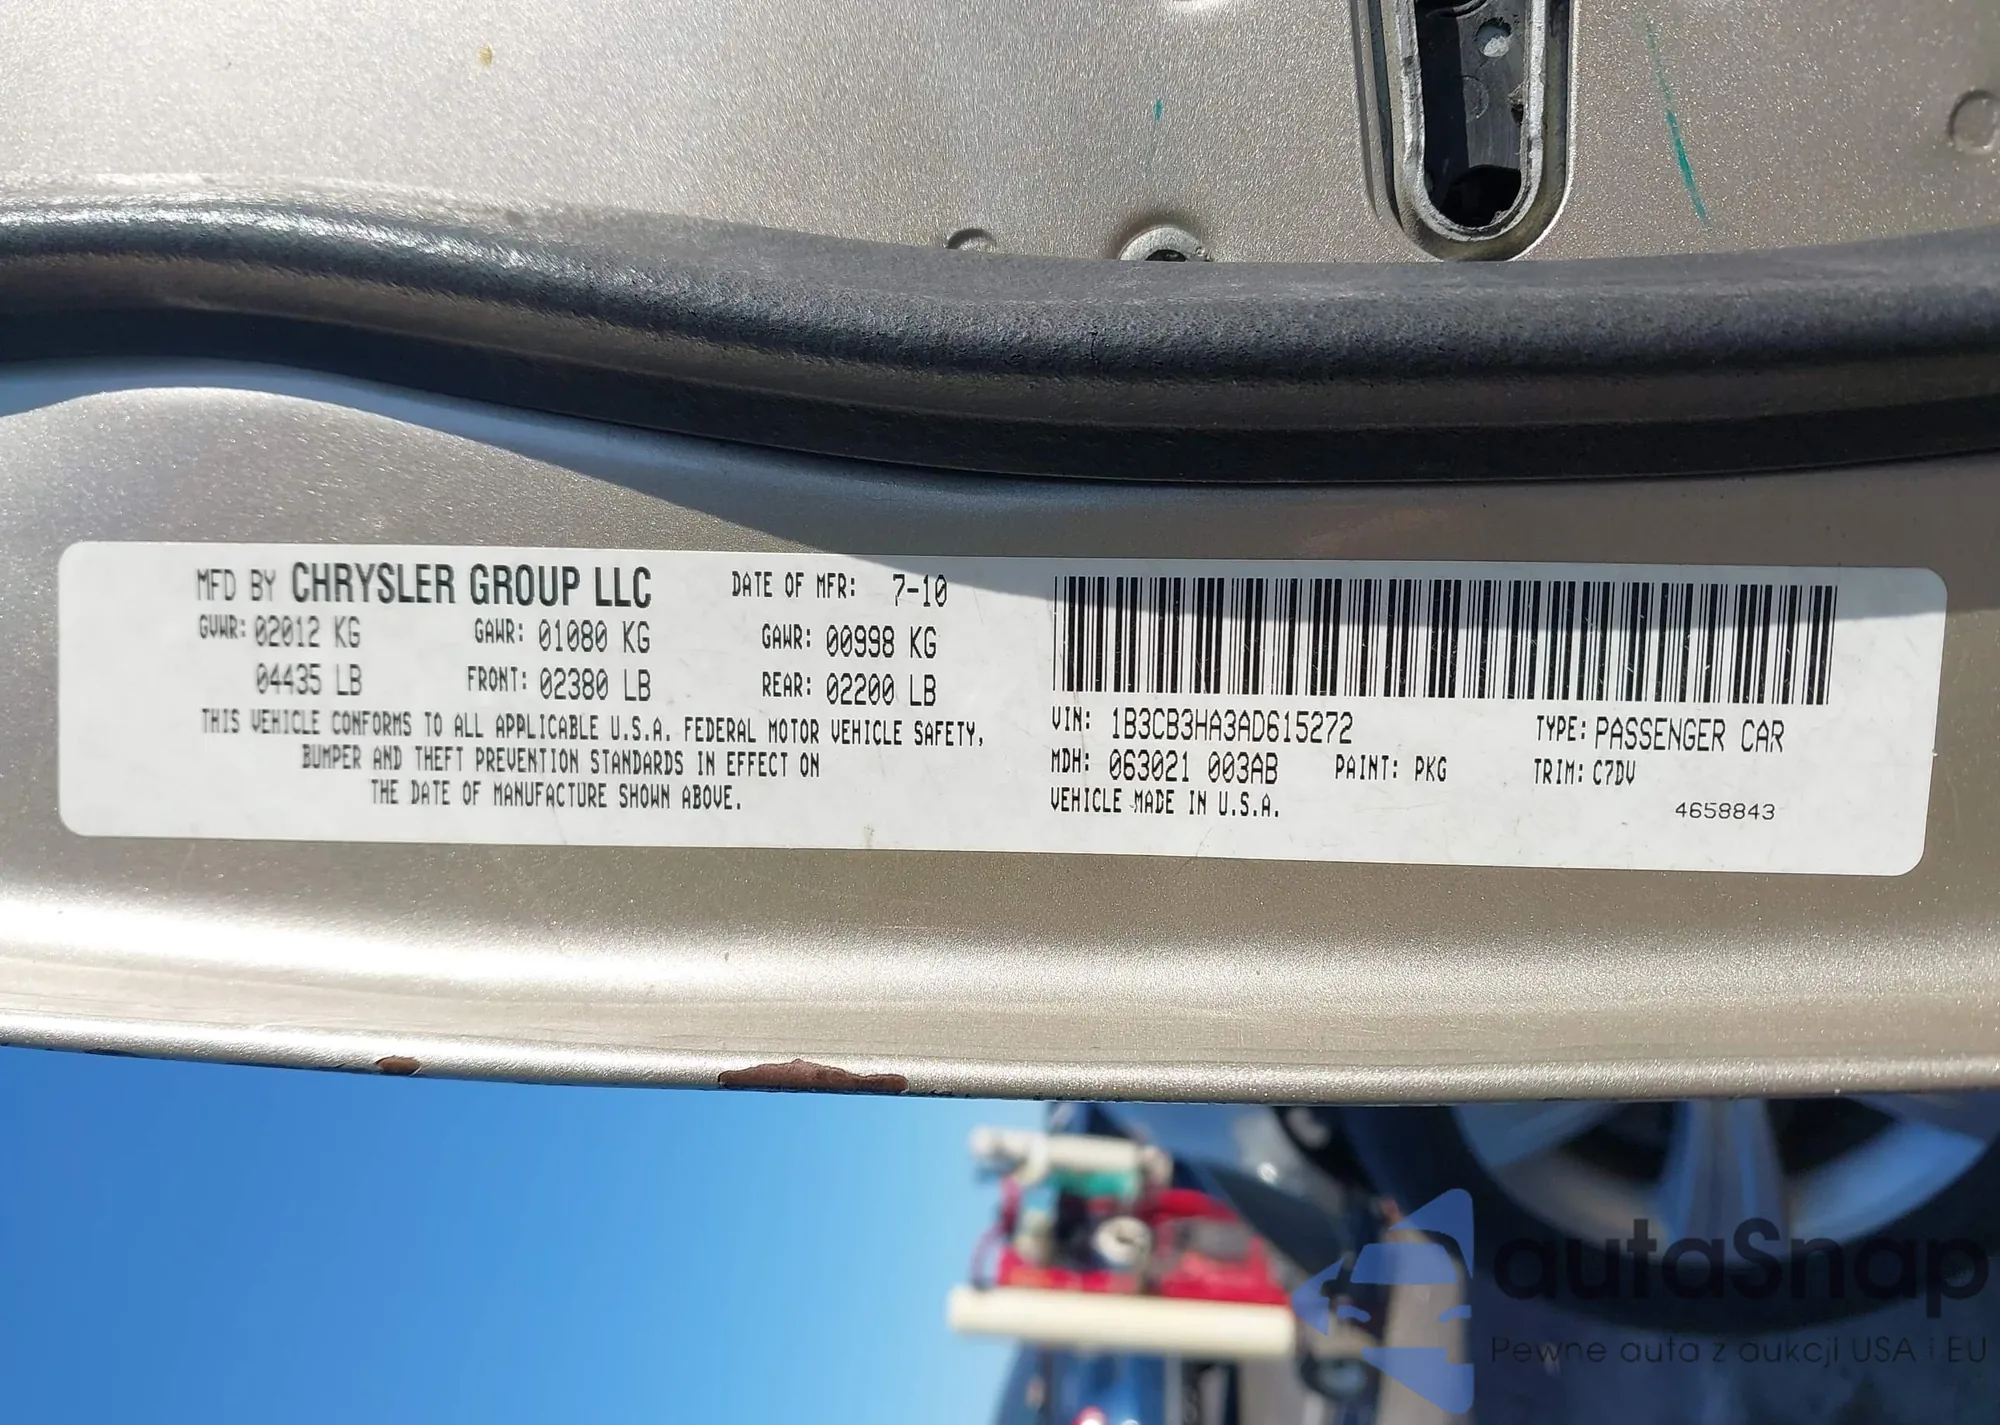 MFD BY CHRYSLER GROUP LLC DATE OF MFR: 7-10
GVWR: 02012 KG GAWR: 01080 KG GAWR: 00998 KG
04435 LB FRONT: 02380 LB REAR: 02200 LB
THIS VEHICLE CONFORMS TO ALL APPLICABLE U.S.A. FEDERAL MOTOR VEHICLE SAFETY,
BUMPER AND THEFT PREVENTION STANDARDS IN EFFECT ON
THE DATE OF MANUFACTURE SHOWN ABOVE.
VIN: 1B3CB3HA3AD615272 TYPE: PASSENGER CAR
MDH: 063021 003AB PAINT: PKG TRIM: C7DV
VEHICLE MADE IN U.S.A. 4658843
autaSnap
Pewne auta z aukcji USA i EU